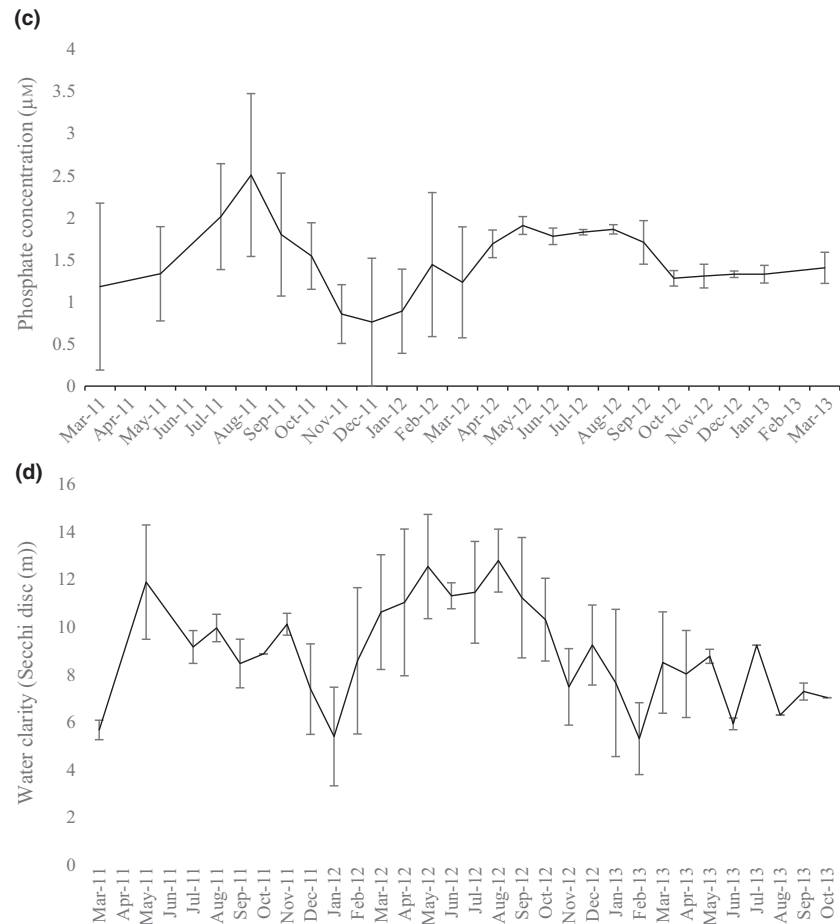 (c)
Phosphate concentration (µM)
4
3.5
3
2.5
2
1.5
1
0.5
0
Mar-11
Apr-11
May-11
Jun-11
Jul-11
Aug-11
Sep-11
Oct-11
Nov-11
Dec-11
Jan-12
Feb-12
Mar-12
Apr-12
May-12
Jun-12
Jul-12
Aug-12
Sep-12
Oct-12
Nov-12
Dec-12
Jan-13
Feb-13
Mar-13
(d)
Water clarity (Secchi disc (m))
16
14
12
10
8
6
4
2
0
Mar-11
Apr-11
May-11
Jun-11
Jul-11
Aug-11
Sep-11
Oct-11
Nov-11
Dec-11
Jan-12
Feb-12
Mar-12
Apr-12
May-12
Jun-12
Jul-12
Aug-12
Sep-12
Oct-12
Nov-12
Dec-12
Jan-13
Feb-13
Mar-13
Apr-13
May-13
Jun-13
Jul-13
Aug-13
Sep-13
Oct-13